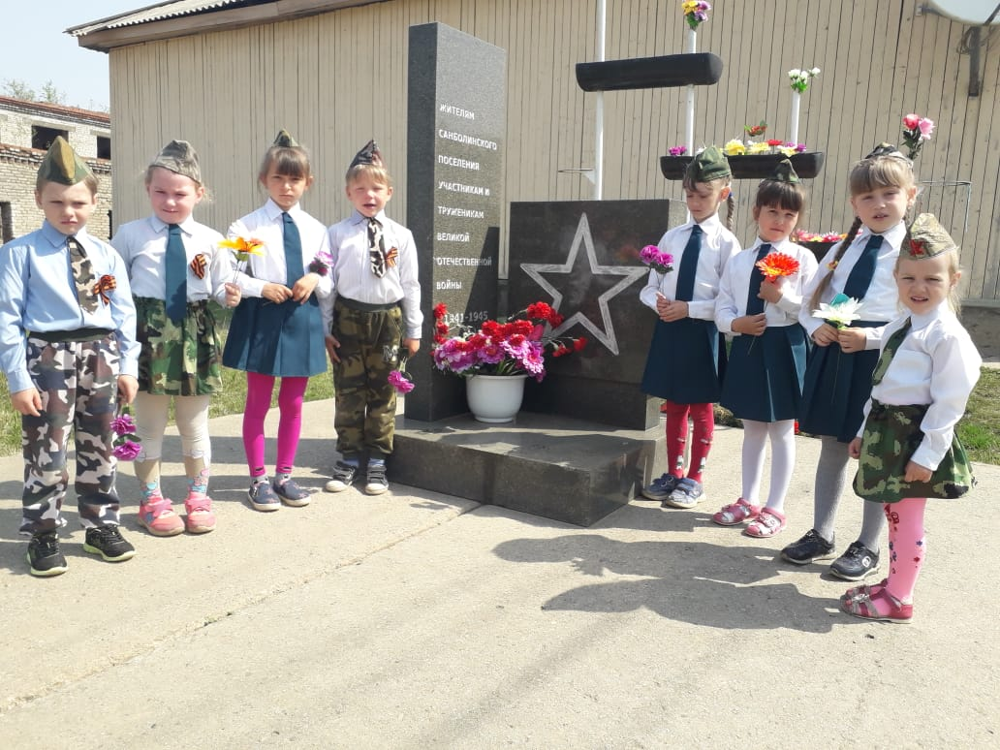 ЖИТЕЛЯМ
САНБОЛИНСКОГО
ПОСЕЛЕНИЯ
УЧАСТНИКАМ И
ТРУЖЕНИКАМ
ВЕЛИКОЙ
ОТЕЧЕСТВЕННОЙ
ВОЙНЫ
1941-1945